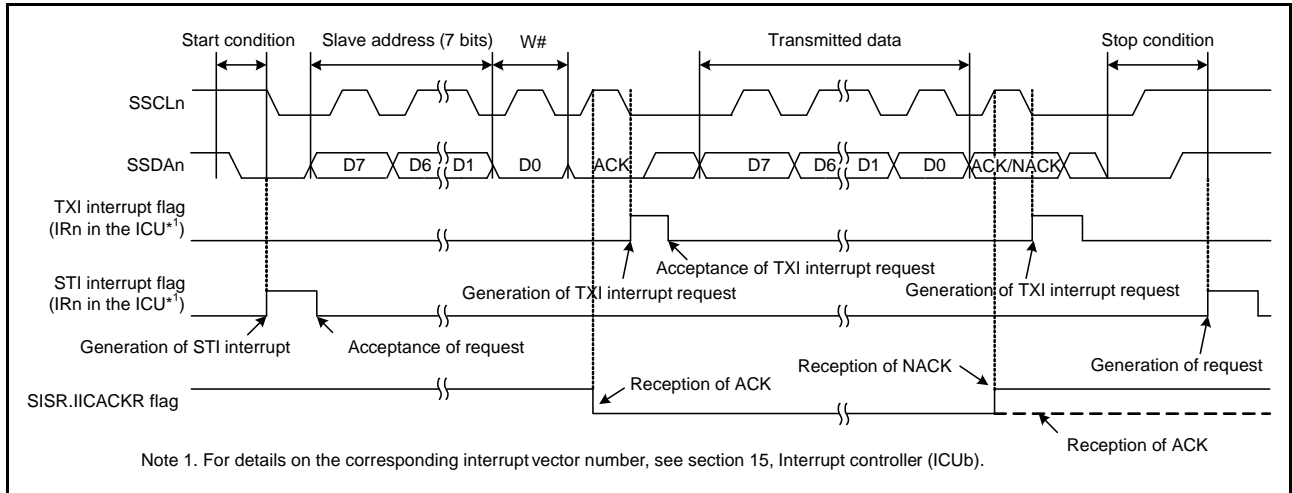 Start condition
Slave address (7 bits)
W#
Transmitted data
Stop condition
SSCLn
SSDAn
D7
D6
D1
D0
ACK
D7
D6
D1
D0
ACK/NACK
TXI interrupt flag
(IRn in the ICU*1)
Acceptance of TXI interrupt request
Generation of TXI interrupt request
Generation of TXI interrupt request
STI interrupt flag
(IRn in the ICU*1)
Generation of STI interrupt
Acceptance of request
Generation of request
SISR.IICACKR flag
Reception of ACK
Reception of NACK
Reception of ACK
Note 1. For details on the corresponding interrupt vector number, see section 15, Interrupt controller (ICUb).